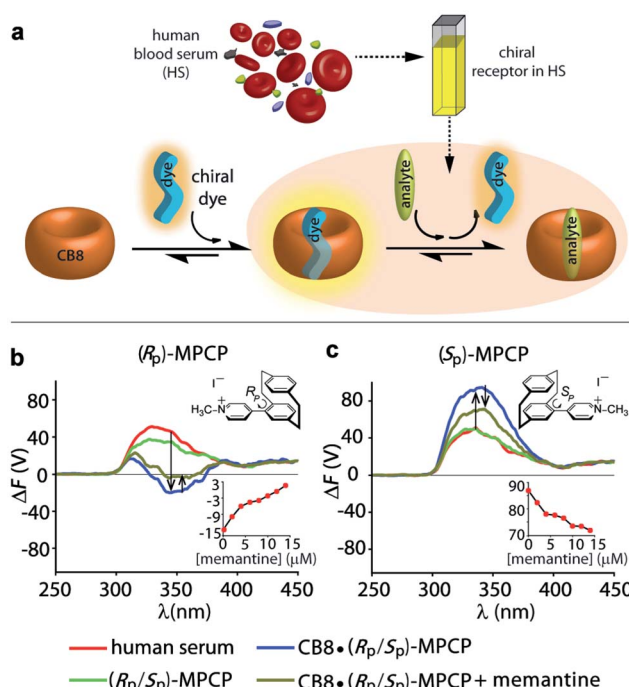 a
human
blood serum
(HS)
chiral
receptor in HS
dye
chiral
dye
analyte
dye
CB8
dye
analyte
b
(Rp)-MPCP
c
(Sp)-MPCP
80
40
0
-40
-80
ΔF (V)
I−
H3C-N+
Rp
3
-3
-9
-15
0 5 10 15
[memantine] (μM)
250 300 350 400 450
λ(nm)
80
40
0
-40
-80
ΔF (V)
I−
Sp
N+-CH3
90
80
70
0 5 10 15
[memantine] (μM)
250 300 350 400 450
λ (nm)
human serum
CB8•(Rp/Sp)-MPCP
(Rp/Sp)-MPCP
CB8•(Rp/Sp)-MPCP + memantine